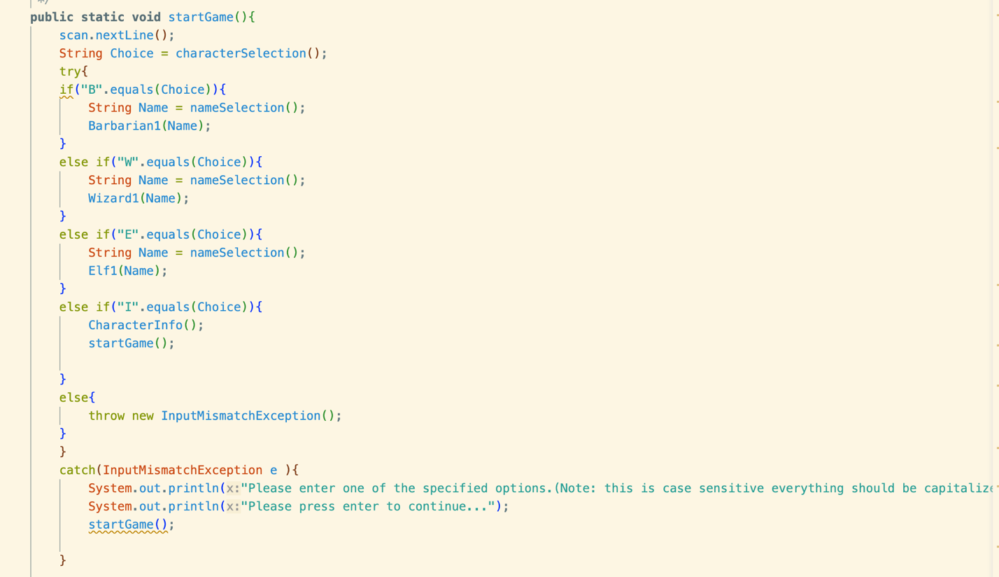 */
public static void startGame(){
scan.nextLine();
String Choice = characterSelection();
try{
if("B".equals(Choice)){
String Name = nameSelection();
Barbarian1(Name);
}
else if("W".equals(Choice)){
String Name = nameSelection();
Wizard1(Name);
}
else if("E".equals(Choice)){
String Name = nameSelection();
Elf1(Name);
}
else if("I".equals(Choice)){
CharacterInfo();
startGame();
}
else{
throw new InputMismatchException();
}
}
catch(InputMismatchException e ){
System.out.println(x:"Please enter one of the specified options.(Note: this is case sensitive everything should be capitalize
System.out.println(x:"Please press enter to continue...");
startGame();
}